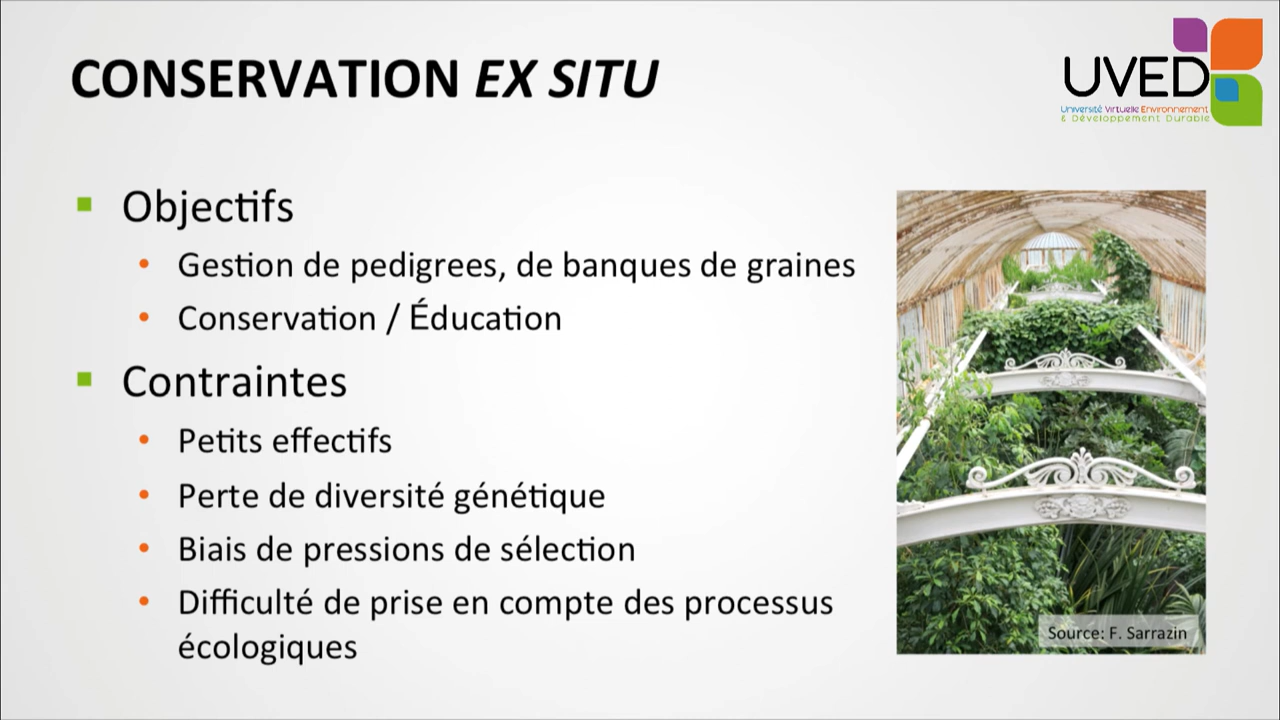 CONSERVATION EX SITU
UVED
Université Virtuelle Environnement
& Développement Durable
Objectifs
Gestion de pedigrees, de banques de graines
Conservation / Éducation
Contraintes
Petits effectifs
Perte de diversité génétique
Biais de pressions de sélection
Difficulté de prise en compte des processus
écologiques
Source: F. Sarrazin